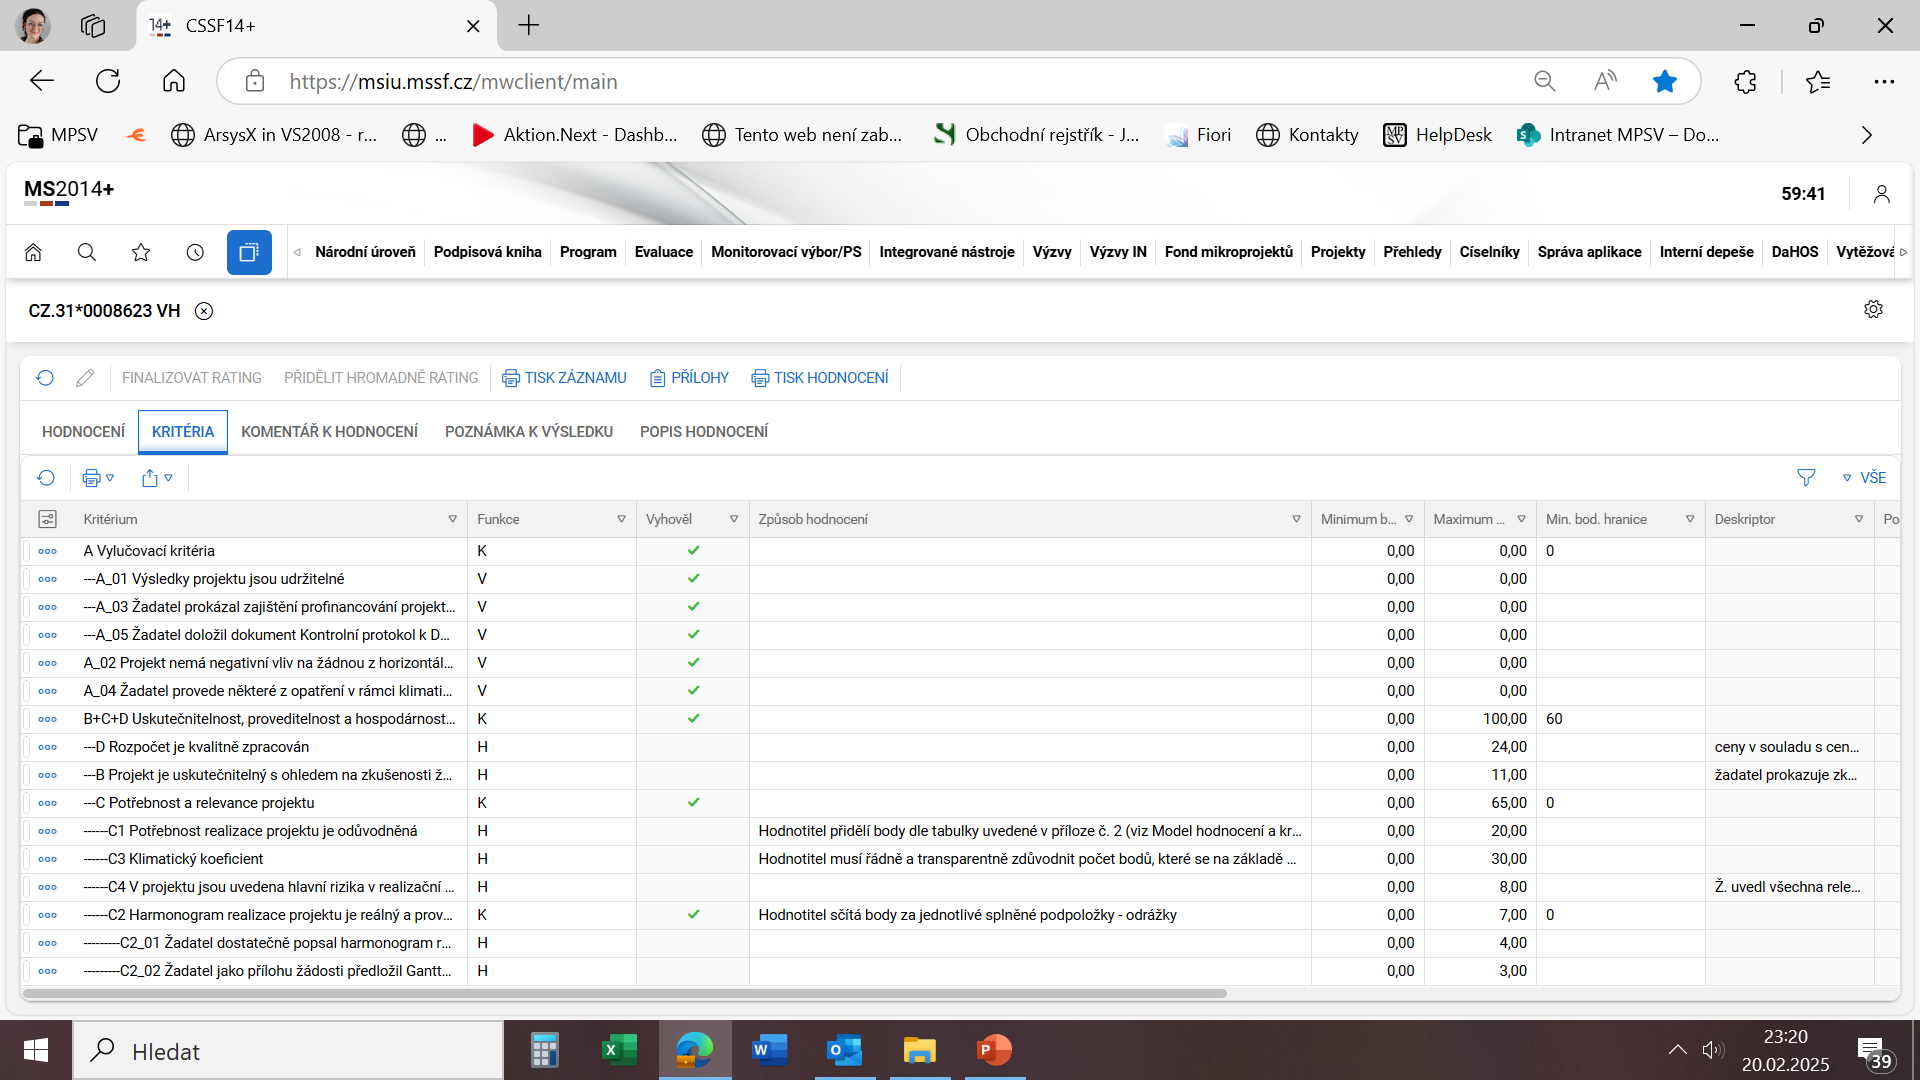 14+ CSSF14+
https://msiu.mssf.cz/mwclient/main
MPSV ArsysX in VS2008 - r... ... Aktion.Next - Dashb... Tento web není zab... Obchodní rejstřík - J... Fiori Kontakty MPSV HelpDesk Intranet MPSV – Do...
MS2014+ 59:41
Národní úroveň Podpisová kniha Program Evaluace Monitorovací výbor/PS Integrované nástroje Výzvy Výzvy IN Fond mikroprojektů Projekty Přehledy Číselníky Správa aplikace Interní depeše DaHOS Vytěžova
CZ.31*0008623 VH
FINALIZOVAT RATING PŘIDĚLIT HROMADNĚ RATING TISK ZÁZNAMU PŘÍLOHY TISK HODNOCENÍ
HODNOCENÍ KRITÉRIA KOMENTÁŘ K HODNOCENÍ POZNÁMKA K VÝSLEDKU POPIS HODNOCENÍ
VŠE
Kritérium Funkce Vyhověl Způsob hodnocení Minimum b... Maximum ... Min. bod. hranice Deskriptor Po
A Vylučovací kritéria K 0,00 0,00 0
---A_01 Výsledky projektu jsou udržitelné V 0,00 0,00
---A_03 Žadatel prokázal zajištění profinancování projekt... V 0,00 0,00
---A_05 Žadatel doložil dokument Kontrolní protokol k D... V 0,00 0,00
A_02 Projekt nemá negativní vliv na žádnou z horizontál... V 0,00 0,00
A_04 Žadatel provede některé z opatření v rámci klimati... V 0,00 0,00
B+C+D Uskutečnitelnost, proveditelnost a hospodárnost... K 0,00 100,00 60
---D Rozpočet je kvalitně zpracován H 0,00 24,00 ceny v souladu s cen...
---B Projekt je uskutečnitelný s ohledem na zkušenosti ž... H 0,00 11,00 žadatel prokazuje zk...
---C Potřebnost a relevance projektu K 0,00 65,00 0
------C1 Potřebnost realizace projektu je odůvodněná H Hodnotitel přidělí body dle tabulky uvedené v příloze č. 2 (viz Model hodnocení a kr... 0,00 20,00
------C3 Klimatický koeficient H Hodnotitel musí řádně a transparentně zdůvodnit počet bodů, které se na základě ... 0,00 30,00
------C4 V projektu jsou uvedena hlavní rizika v realizační ... H 0,00 8,00 Ž. uvedl všechna rele...
------C2 Harmonogram realizace projektu je reálný a prov... K Hodnotitel sčítá body za jednotlivé splněné podpoložky - odrážky 0,00 7,00 0
---------C2_01 Žadatel dostatečně popsal harmonogram r... H 0,00 4,00
---------C2_02 Žadatel jako přílohu žádosti předložil Gantt... H 0,00 3,00
Hledat
23:20
20.02.2025
39